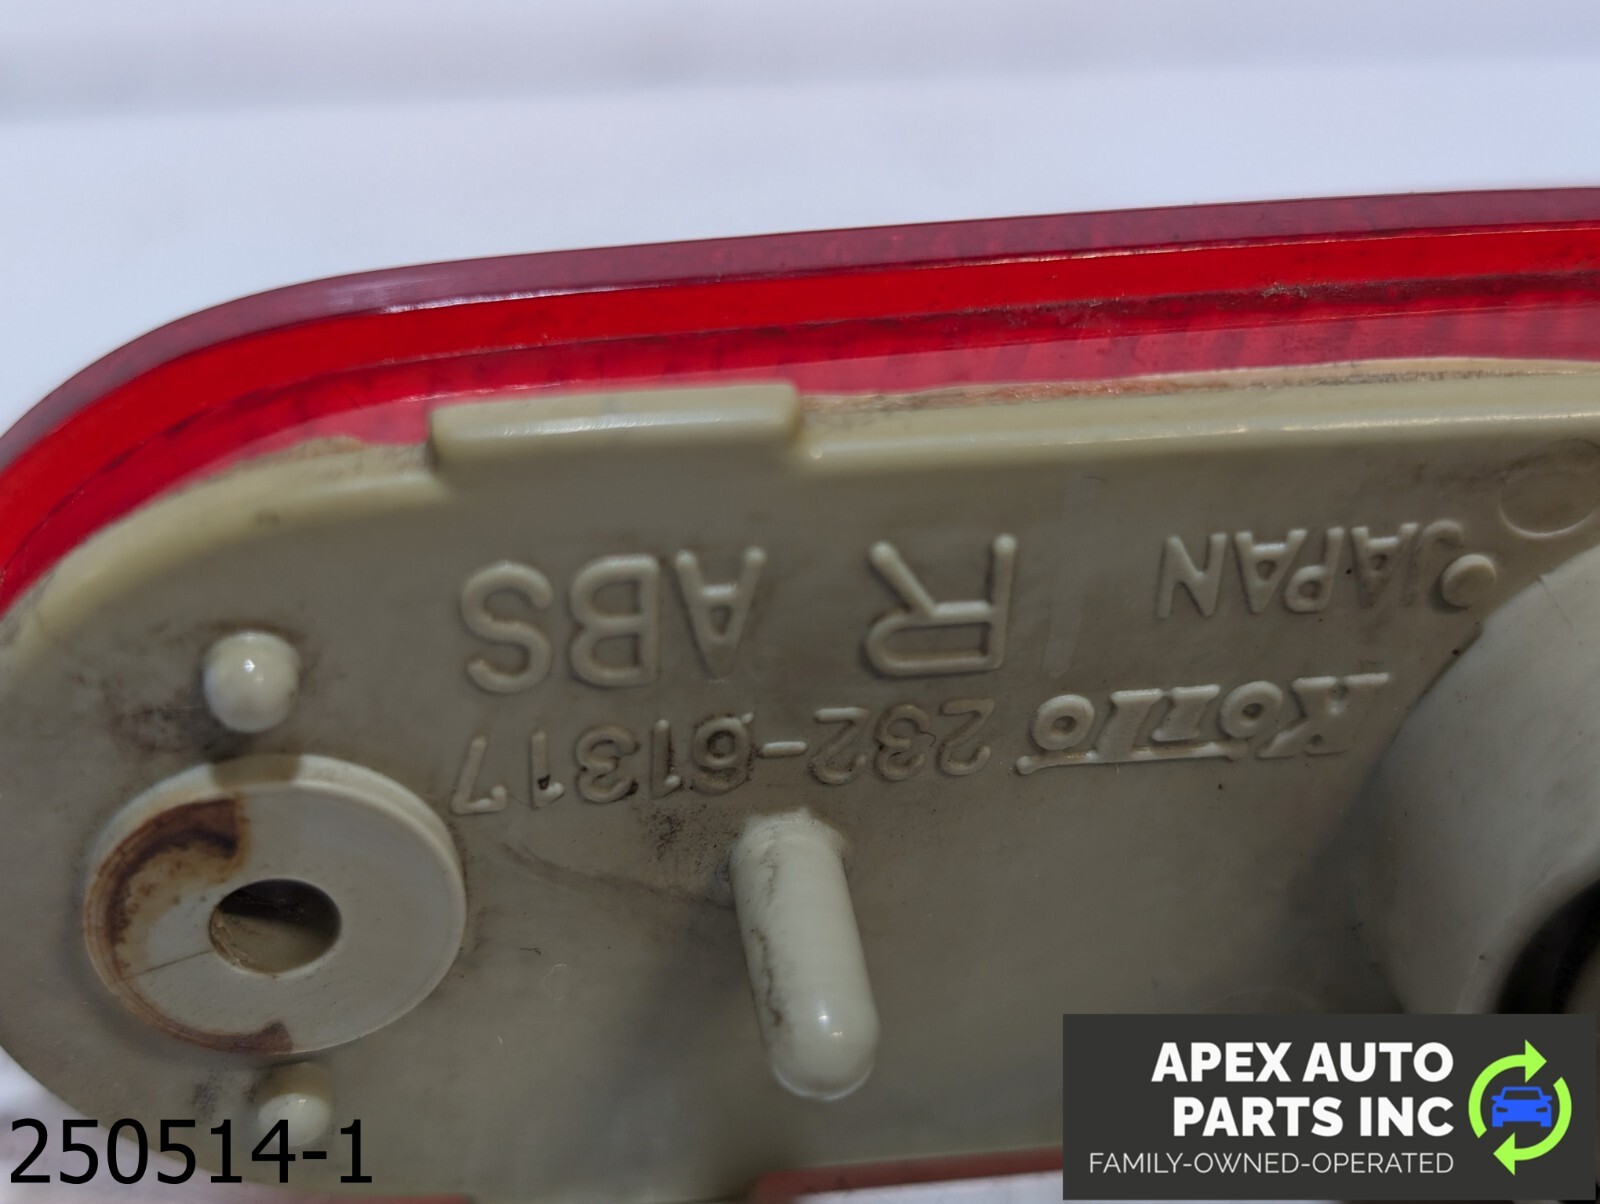 KOITO 232-61317
JAPAN R ABS
250514-1
APEX AUTO
PARTS INC
FAMILY-OWNED-OPERATED